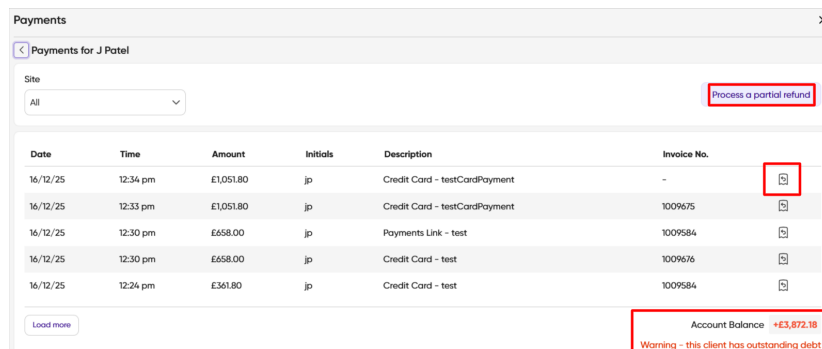 Payments
Payments for J Patel
Site
All
Process a partial refund
Date Time Amount Initials Description Invoice No.
16/12/25 12:34 pm £1,051.80 jp Credit Card - testCardPayment -
16/12/25 12:33 pm £1,051.80 jp Credit Card - testCardPayment 1009675
16/12/25 12:30 pm £658.00 jp Payments Link - test 1009584
16/12/25 12:30 pm £658.00 jp Credit Card - test 1009676
16/12/25 12:24 pm £361.80 jp Credit Card - test 1009584
Load more
Account Balance +£3,872.18
Warning - this client has outstanding debt